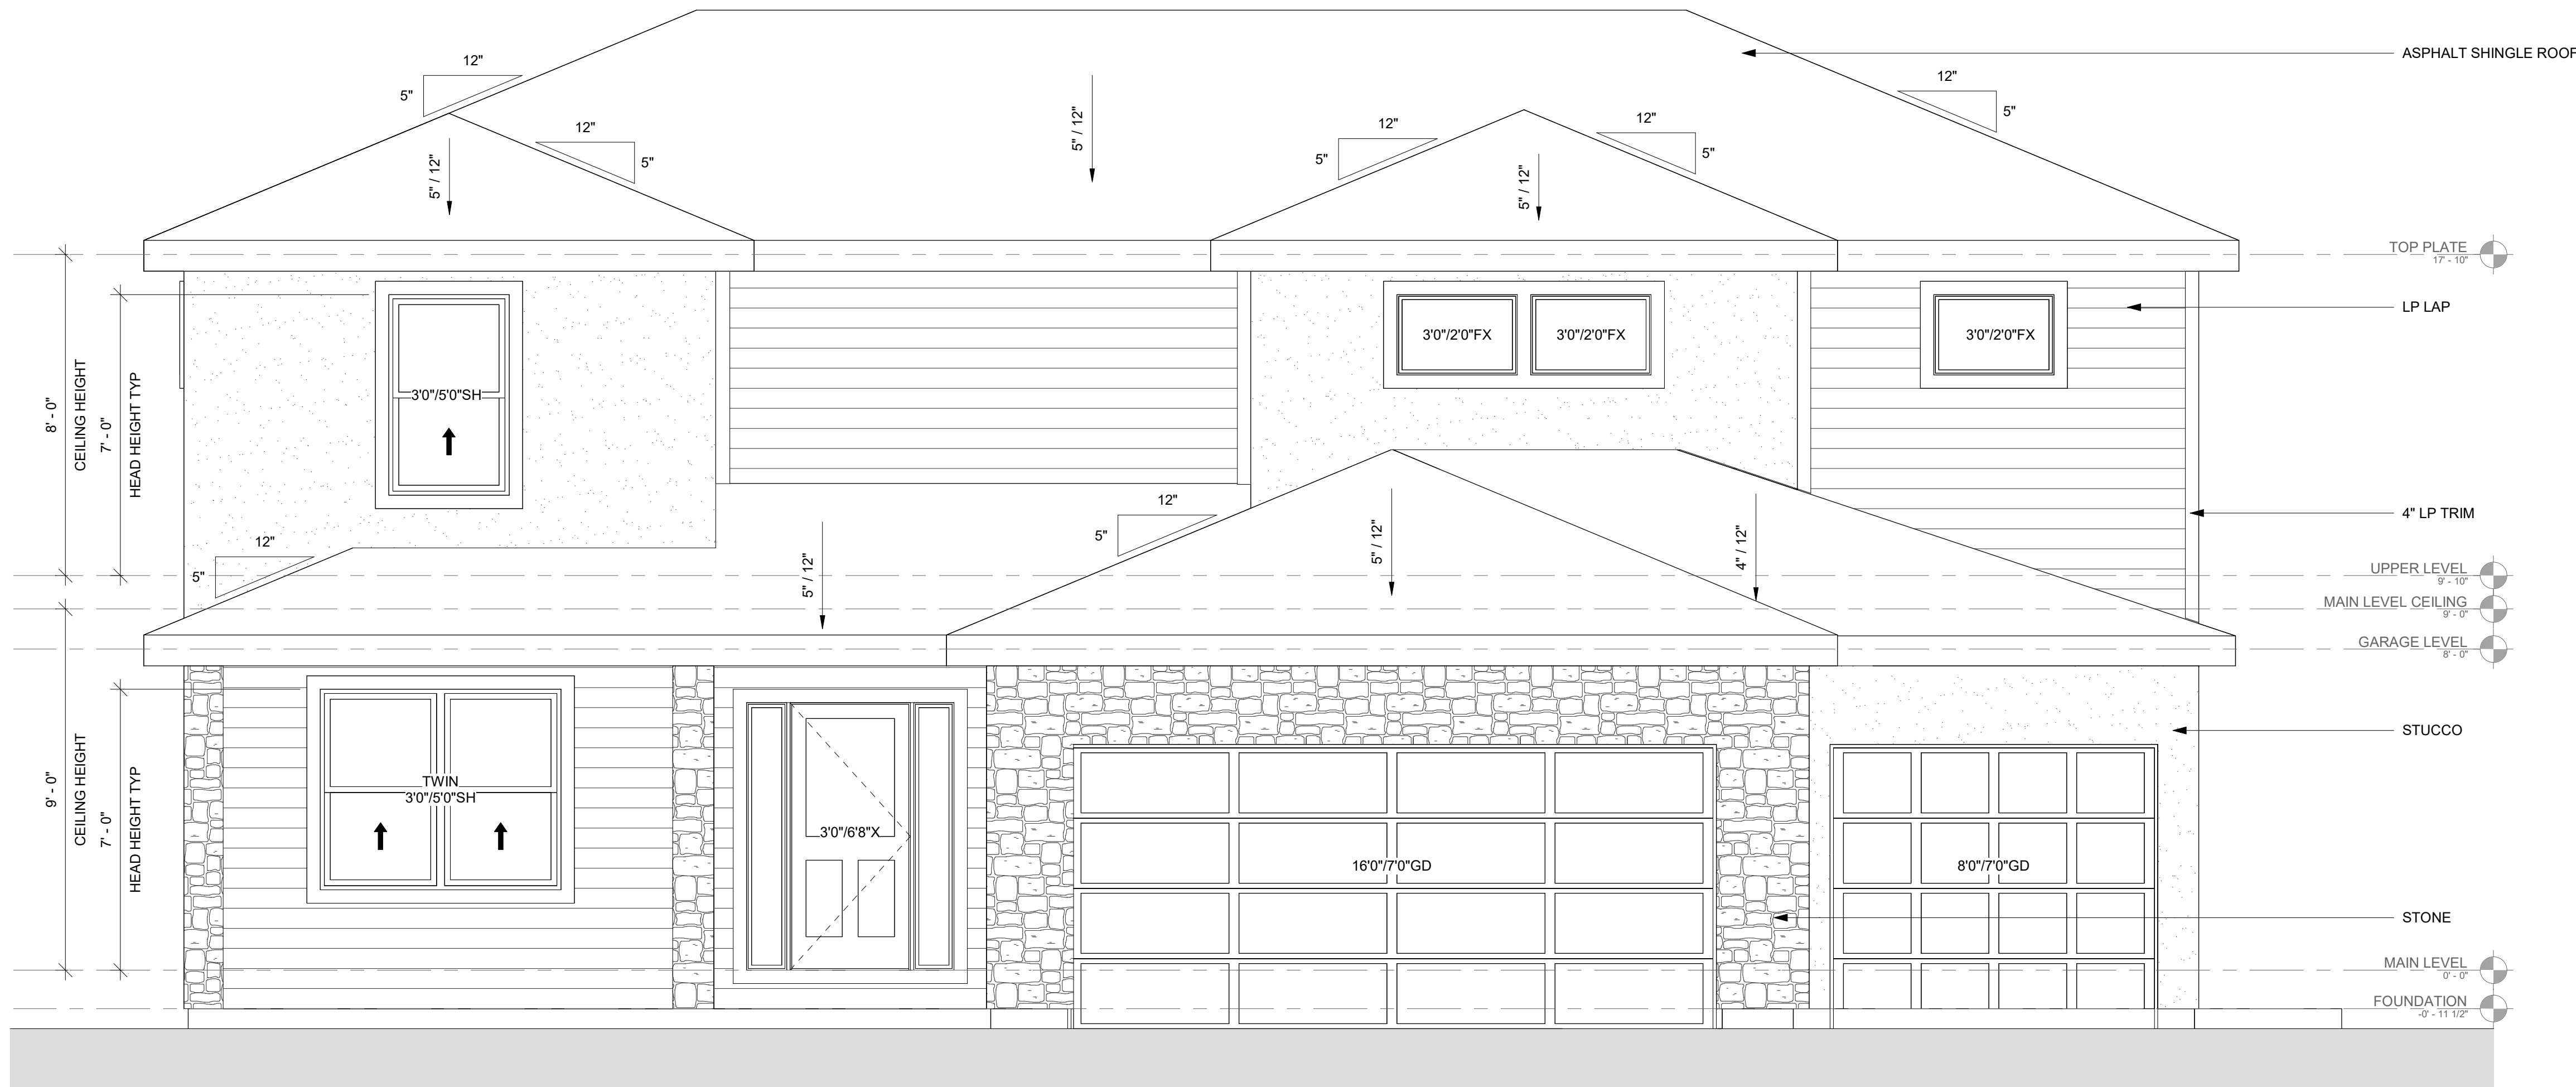 ASPHALT SHINGLE ROOF
12"
5"
12"
5"
5" / 12"
5" / 12"
12"
5"
12"
5"
5" / 12"
12"
5"
TOP PLATE
17' - 10"
LP LAP
3'0"/5'0"SH
3'0"/2'0"FX
3'0"/2'0"FX
3'0"/2'0"FX
8' - 0"
CEILING HEIGHT
7' - 0"
HEAD HEIGHT TYP
4" LP TRIM
12"
5"
5" / 12"
12"
5"
5" / 12"
4" / 12"
UPPER LEVEL
9' - 10"
MAIN LEVEL CEILING
9' - 0"
GARAGE LEVEL
8' - 0"
STUCCO
9' - 0"
CEILING HEIGHT
7' - 0"
HEAD HEIGHT TYP
TWIN
3'0"/5'0"SH
3'0"/6'8"X
16'0"/7'0"GD
8'0"/7'0"GD
STONE
MAIN LEVEL
0' - 0"
FOUNDATION
-0' - 11 1/2"